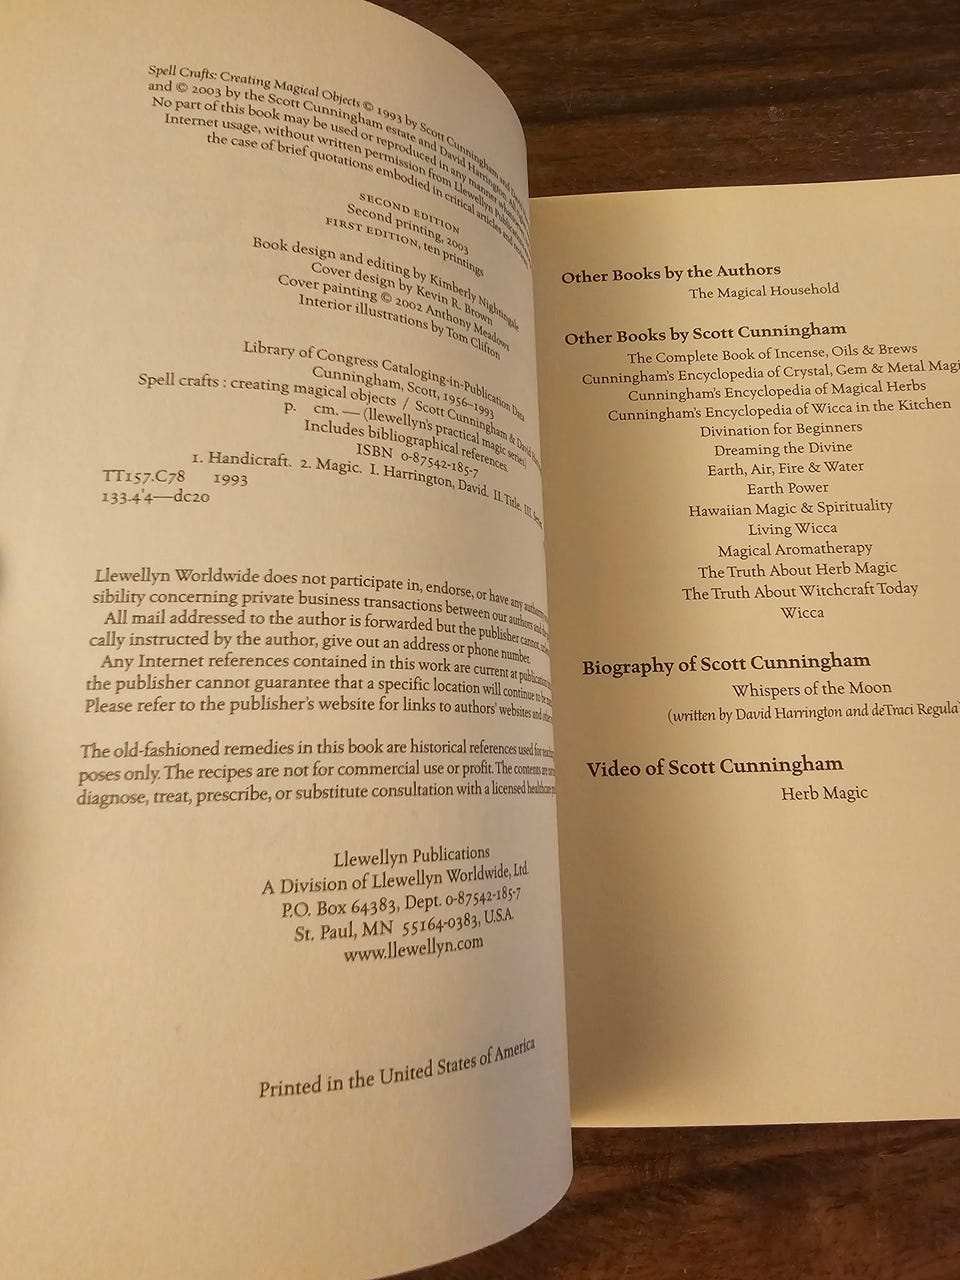 Spell Crafts: Creating Magical Objects © 1993 by Scott Cunningham and
and © 2003 by the Scott Cunningham estate and David Harrington. All
No part of this book may be used or reproduced in any manner
Internet usage, without written permission from Llewellyn Publications
the case of brief quotations embodied in critical articles and
SECOND EDITION
Second printing, 2003
FIRST EDITION, ten printings
Book design and editing by Kimberly Nightingale
Cover design by Kevin R. Brown
Cover painting © 2002 Anthony Meadows
Interior illustrations by Tom Clifton
Library of Congress Cataloging-in-Publication Data
Cunningham, Scott, 1956–1993
Spell crafts : creating magical objects / Scott Cunningham & David
p. cm. — (llewellyn's practical magic series)
Includes bibliographical references.
ISBN 0-87542-185-7
1. Handicraft. 2. Magic. I. Harrington, David. II. Title. III.
TT157.C78 1993
133.4'4—dc20
Llewellyn Worldwide does not participate in, endorse, or have any
sibility concerning private business transactions between our authors and
All mail addressed to the author is forwarded but the publisher cannot,
cally instructed by the author, give out an address or phone number.
Any Internet references contained in this work are current at
the publisher cannot guarantee that a specific location will continue to be
Please refer to the publisher's website for links to authors' websites and
The old-fashioned remedies in this book are historical references used for
poses only. The recipes are not for commercial use or profit. The contents are
diagnose, treat, prescribe, or substitute consultation with a licensed healthcare
Llewellyn Publications
A Division of Llewellyn Worldwide, Ltd.
P.O. Box 64383, Dept. 0-87542-185-7
St. Paul, MN 55164-0383, U.S.A.
www.llewellyn.com
Printed in the United States of America
Other Books by the Authors
The Magical Household
Other Books by Scott Cunningham
The Complete Book of Incense, Oils & Brews
Cunningham's Encyclopedia of Crystal, Gem & Metal Magi
Cunningham's Encyclopedia of Magical Herbs
Cunningham's Encyclopedia of Wicca in the Kitchen
Divination for Beginners
Dreaming the Divine
Earth, Air, Fire & Water
Earth Power
Hawaiian Magic & Spirituality
Living Wicca
Magical Aromatherapy
The Truth About Herb Magic
The Truth About Witchcraft Today
Wicca
Biography of Scott Cunningham
Whispers of the Moon
(written by David Harrington and deTraci Regula)
Video of Scott Cunningham
Herb Magic